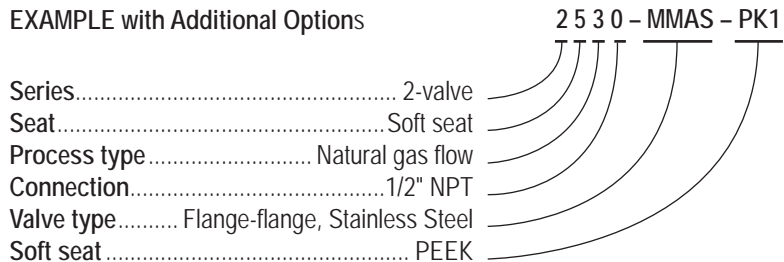 EXAMPLE with Additional Options 2 5 3 0 – MMAS – PK1
Series..................................................... 2-valve
Seat......................................................Soft seat
Process type........................... Natural gas flow
Connection..........................................1/2" NPT
Valve type.......... Flange-flange, Stainless Steel
Soft seat .................................................. PEEK